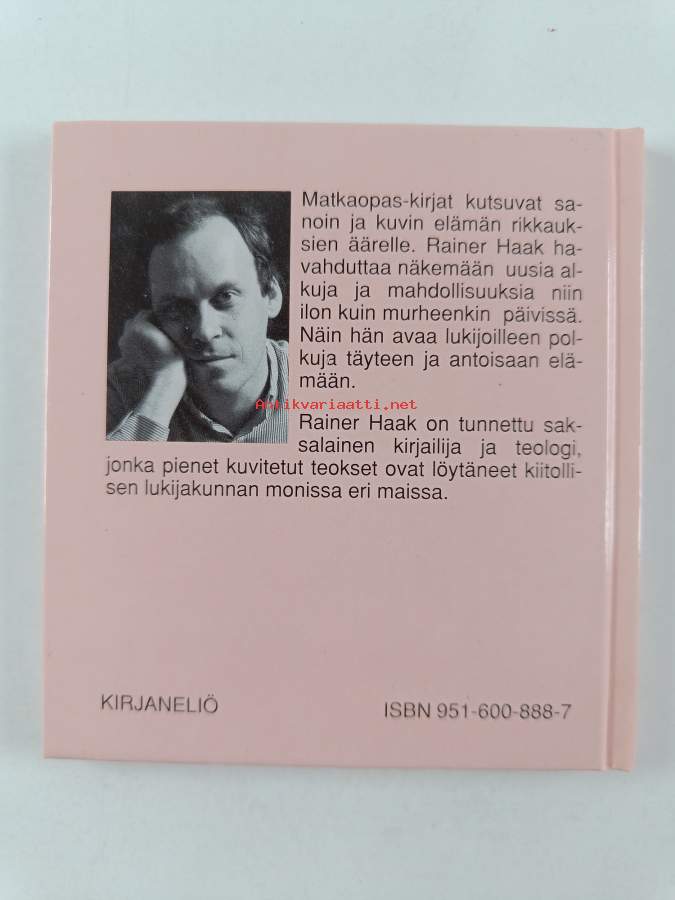 Matkaopas-kirjat kutsuvat sa-
noin ja kuvin elämän rikkauk-
sien äärelle. Rainer Haak ha-
vahduttaa näkemään uusia al-
kuja ja mahdollisuuksia niin
ilon kuin murheenkin päivissä.
Näin hän avaa lukijoilleen pol-
kuja täyteen ja antoisaan elä-
mään.
Antikvariaatti.net
Rainer Haak on tunnettu sak-
salainen kirjailija ja teologi,
jonka pienet kuvitetut teokset ovat löytäneet kiitolli-
sen lukijakunnan monissa eri maissa.
KIRJANELIÖ
ISBN 951-600-888-7